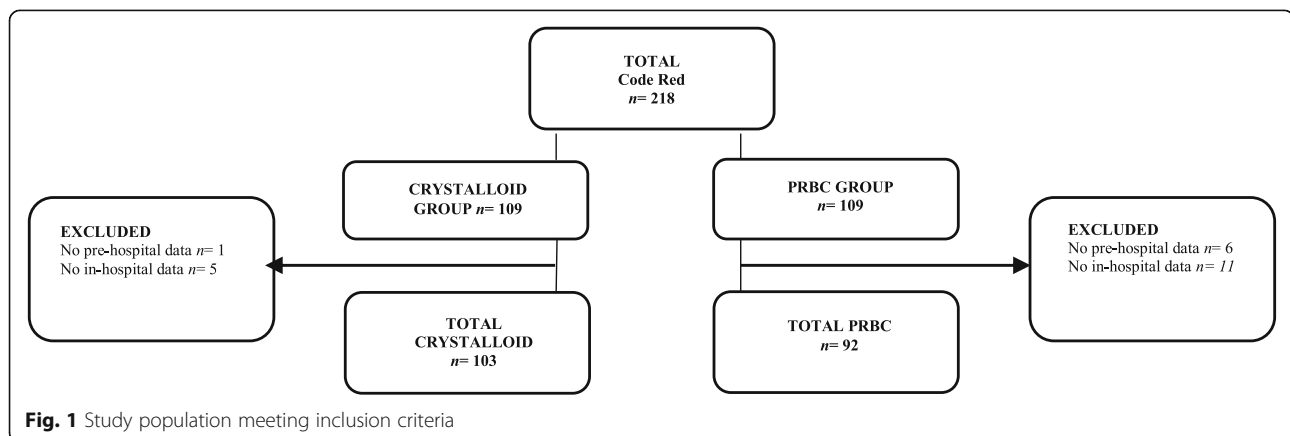 TOTAL
Code Red
n= 218
CRYSTALLOID
GROUP n= 109
PRBC GROUP
n= 109
EXCLUDED
No pre-hospital data n= 1
No in-hospital data n= 5
EXCLUDED
No pre-hospital data n= 6
No in-hospital data n= 11
TOTAL
CRYSTALLOID
n= 103
TOTAL PRBC
n= 92
Fig. 1 Study population meeting inclusion criteria